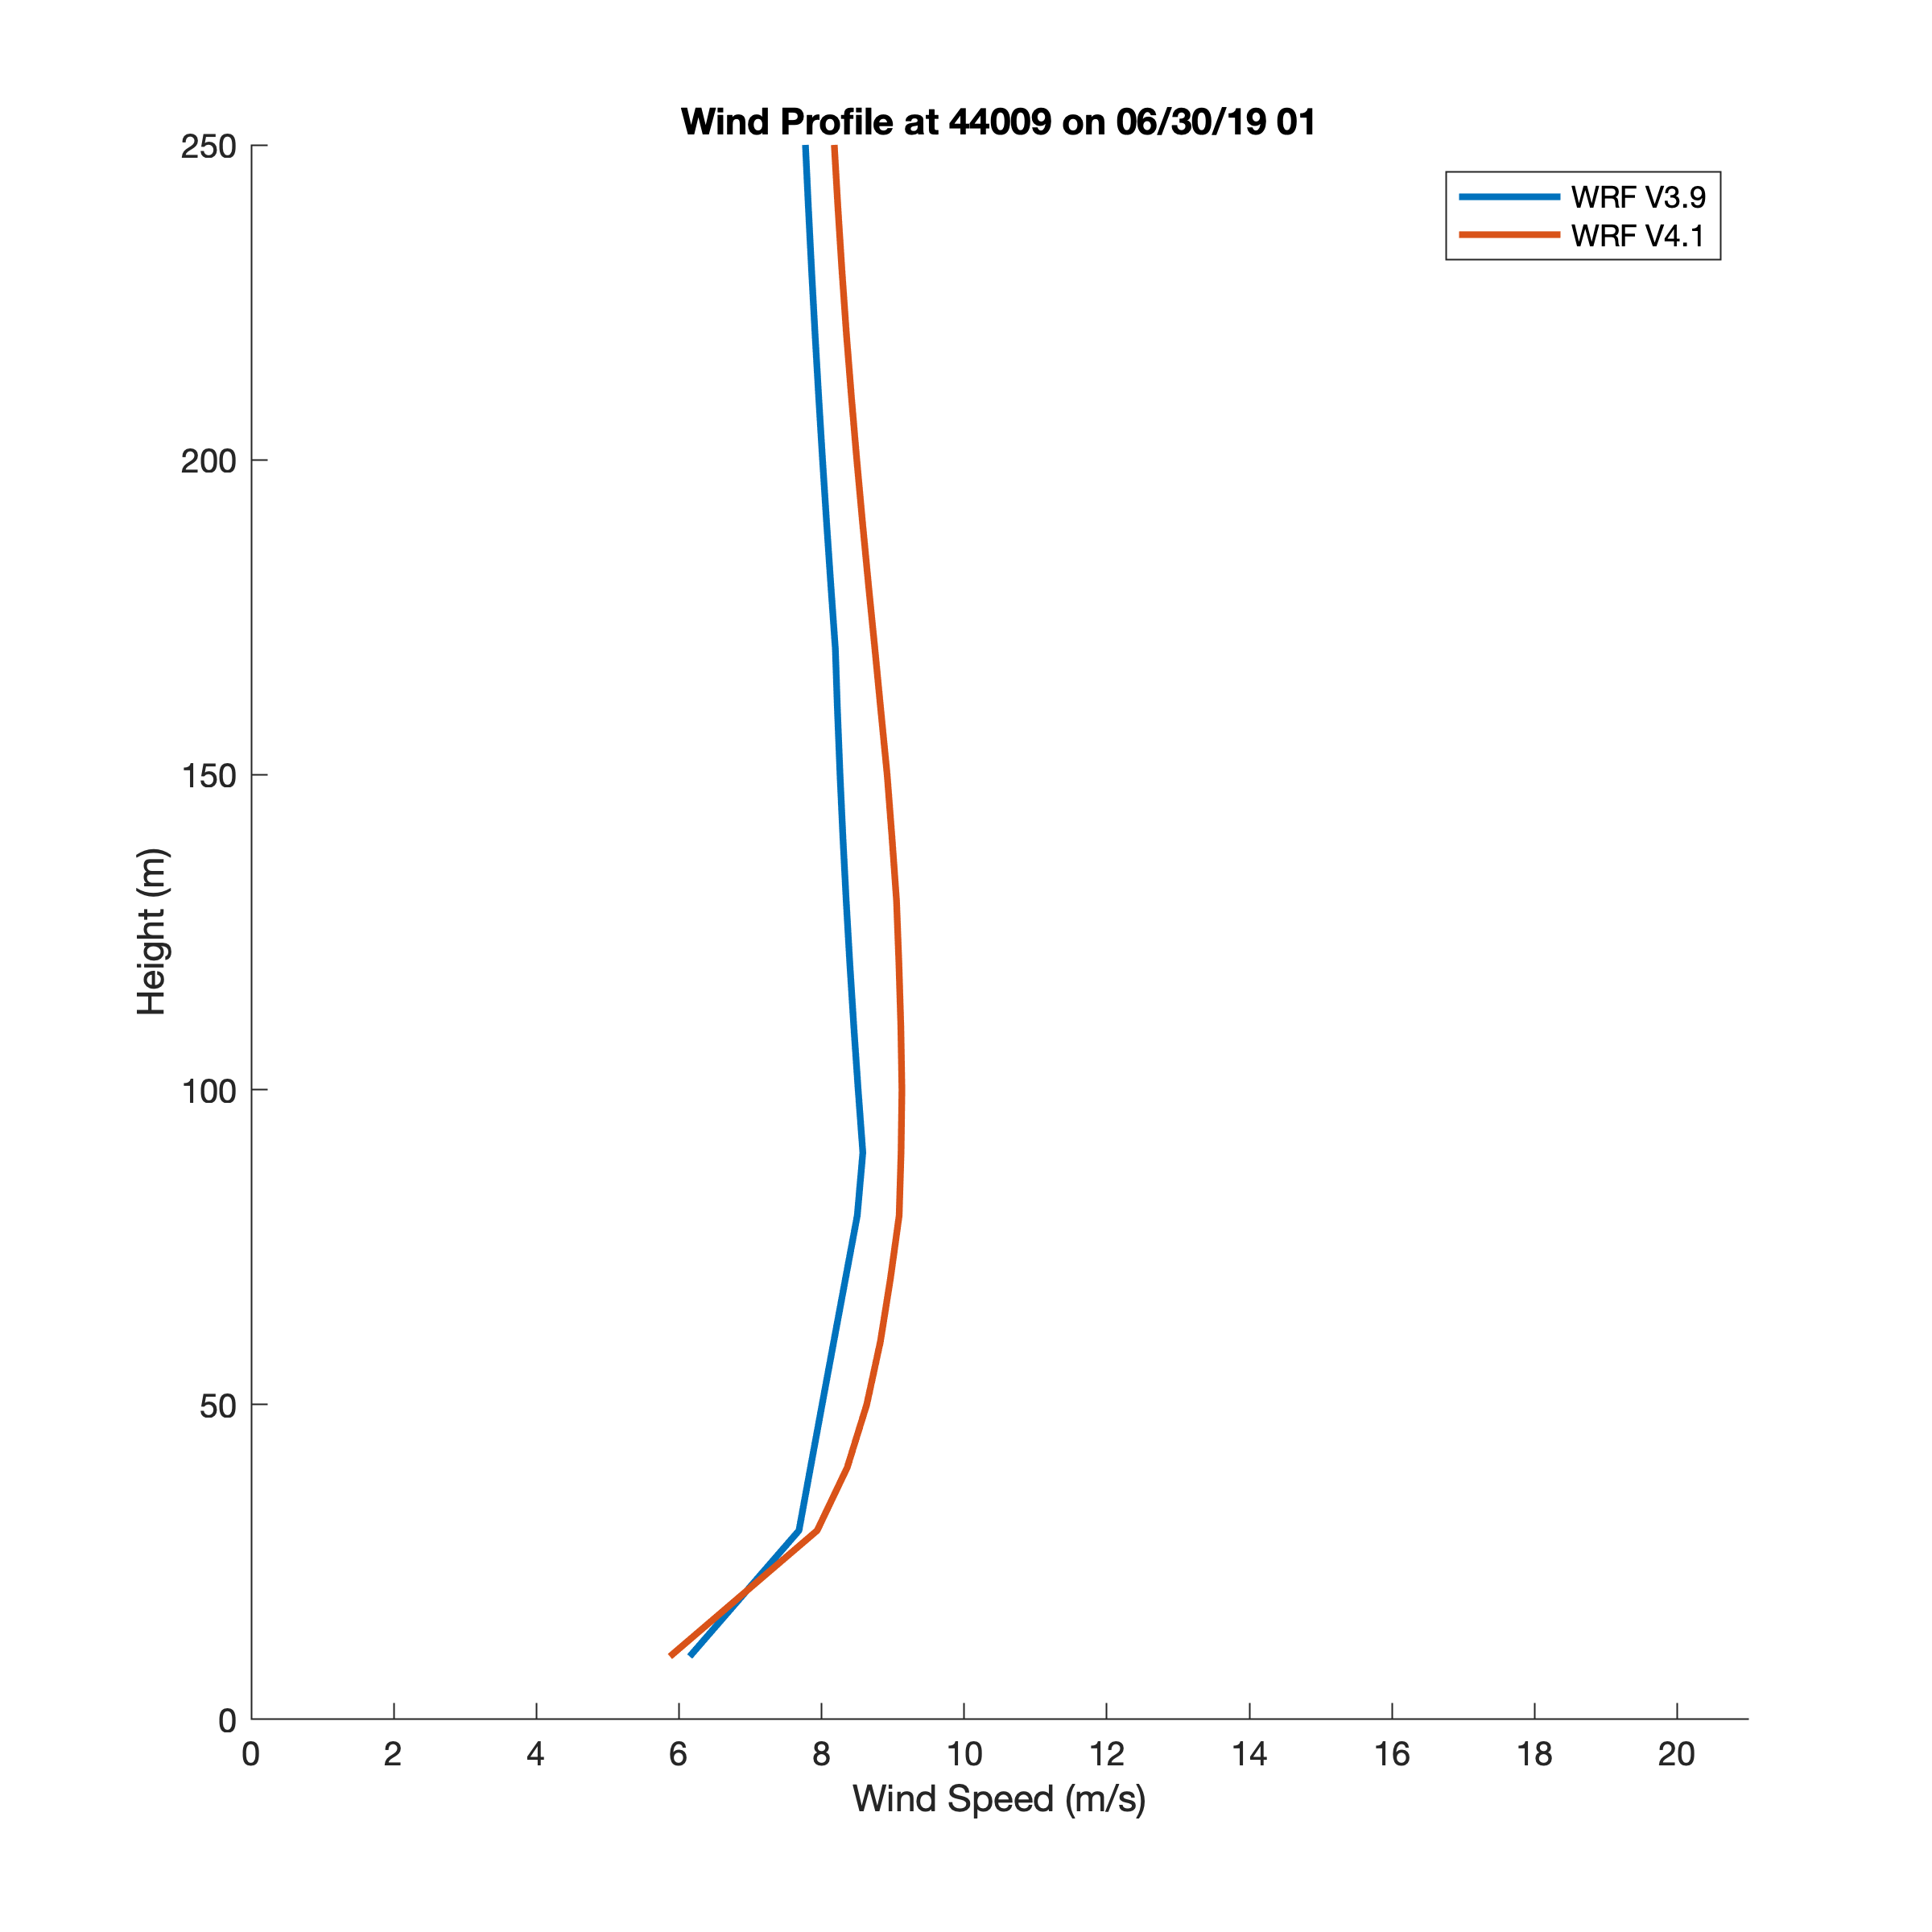 Wind Profile at 44009 on 06/30/19 01
WRF V3.9
WRF V4.1
250
200
150
100
50
0
Height (m)
0 2 4 6 8 10 12 14 16 18 20
Wind Speed (m/s)